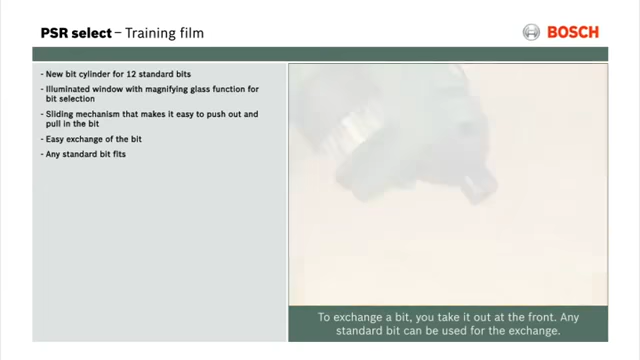 PSR select – Training film
BOSCH
- New bit cylinder for 12 standard bits
- Illuminated window with magnifying glass function for
bit selection
- Sliding mechanism that makes it easy to push out and
pull in the bit
- Easy exchange of the bit
- Any standard bit fits
To exchange a bit, you take it out at the front. Any
standard bit can be used for the exchange.